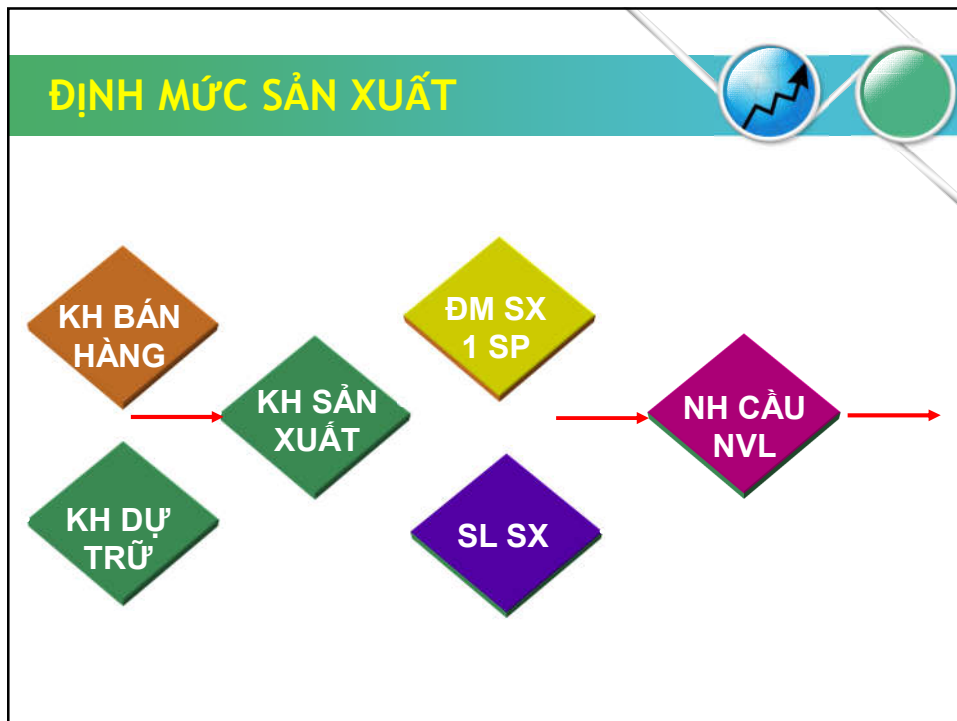 ĐỊNH MỨC SẢN XUẤT
KH BÁN
HÀNG
KH DỰ
TRỮ
KH SẢN
XUẤT
ĐM SX
1 SP
SL SX
NH CẦU
NVL